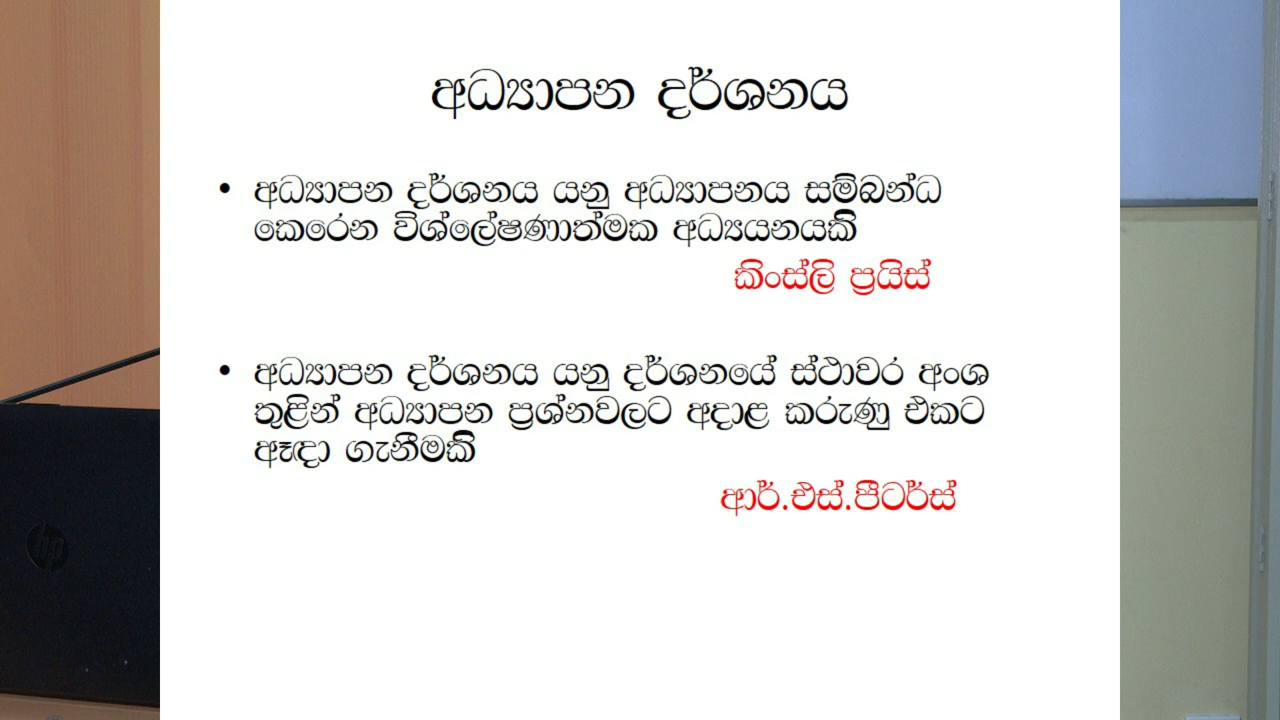 අධ්‍යාපන දර්ශනය
• අධ්‍යාපන දර්ශනය යනු අධ්‍යාපනය සම්බන්ධ
කෙරෙන විශ්ලේෂණාත්මක අධ්‍යයනයකි
කිංස්ලි ප්‍රයිස්
• අධ්‍යාපන දර්ශනය යනු දර්ශනයේ ස්ථාවර අංශ
තුළින් අධ්‍යාපන ප්‍රශ්නවලට අදාළ කරුණු එකට
ඈඳා ගැනීමකි
ආර්.එස්.පීටර්ස්
hp